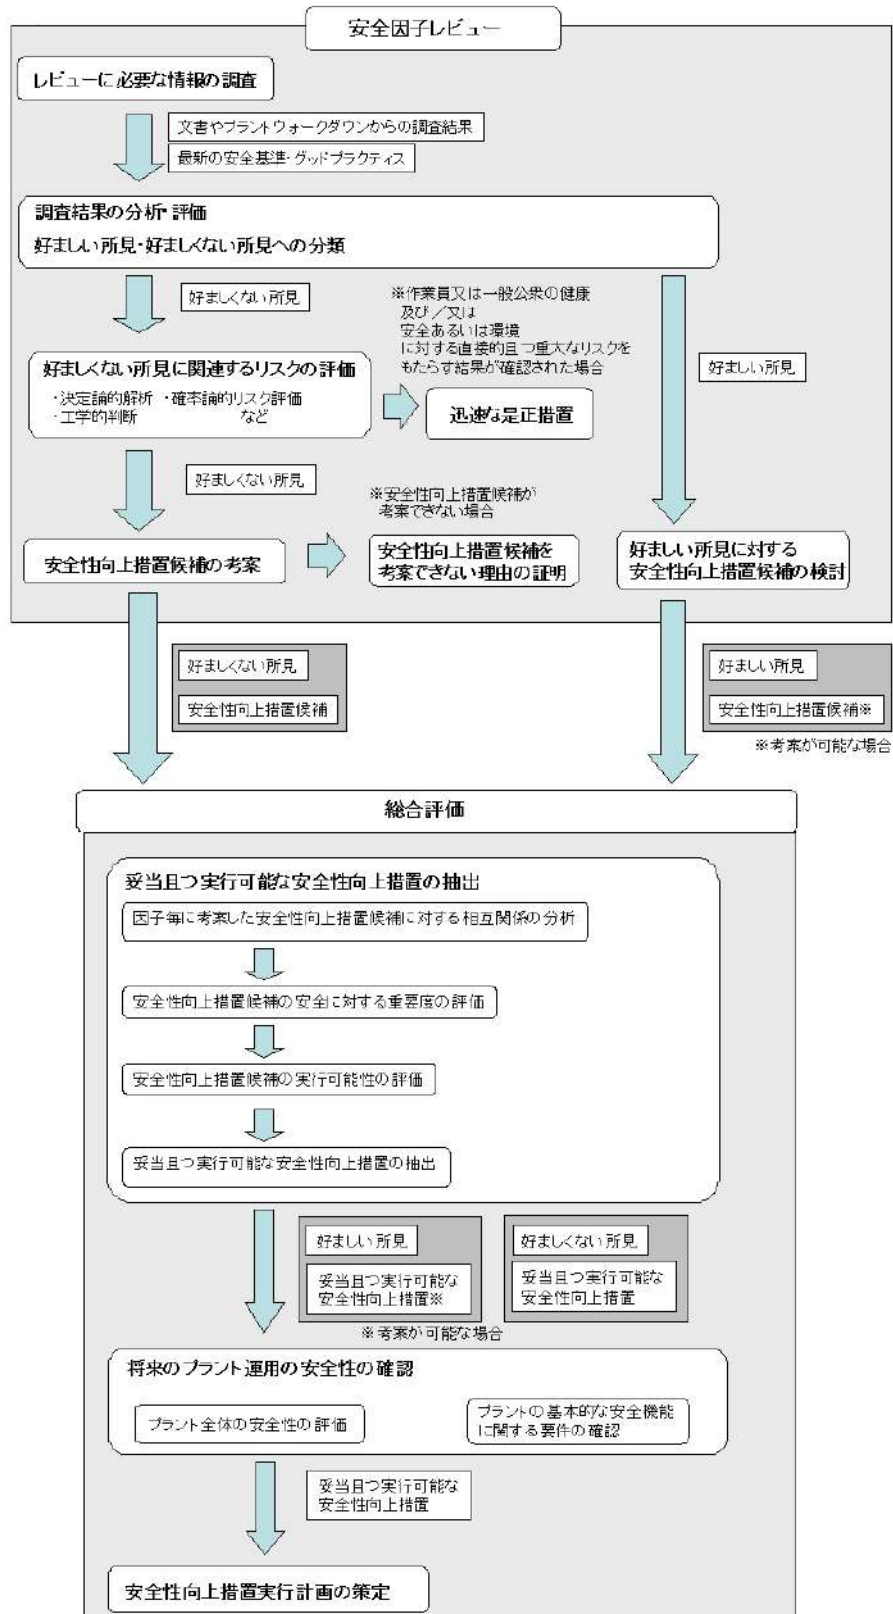 安全因子レビュー
レビューに必要な情報の調査
文書やプラントウォークダウンからの調査結果
最新の安全基準・グッドプラクティス
調査結果の分析・評価
好ましい所見・好ましくない所見への分類
好ましくない所見
※作業員又は一般公衆の健康
及び／又は
安全あるいは環境
に対する直接的且つ重大なリスクを
もたらす結果が確認された場合
好ましい所見
好ましくない所見に関連するリスクの評価
・決定論的解析 ・確率論的リスク評価
・工学的判断 など
迅速な是正措置
好ましくない所見
※安全性向上措置候補が
考案できない場合
安全性向上措置候補の考案
安全性向上措置候補を
考案できない理由の証明
好ましい所見に対する
安全性向上措置候補の検討
好ましくない所見
安全性向上措置候補
好ましい所見
安全性向上措置候補※
※考案が可能な場合
総合評価
妥当且つ実行可能な安全性向上措置の抽出
因子毎に考案した安全性向上措置候補に対する相互関係の分析
安全性向上措置候補の安全に対する重要度の評価
安全性向上措置候補の実行可能性の評価
妥当且つ実行可能な安全性向上措置の抽出
好ましい所見
妥当且つ実行可能な
安全性向上措置※
好ましくない所見
妥当且つ実行可能な
安全性向上措置
※考案が可能な場合
将来のプラント運用の安全性の確認
プラント全体の安全性の評価
プラントの基本的な安全機能
に関する要件の確認
妥当且つ実行可能な
安全性向上措置
安全性向上措置実行計画の策定